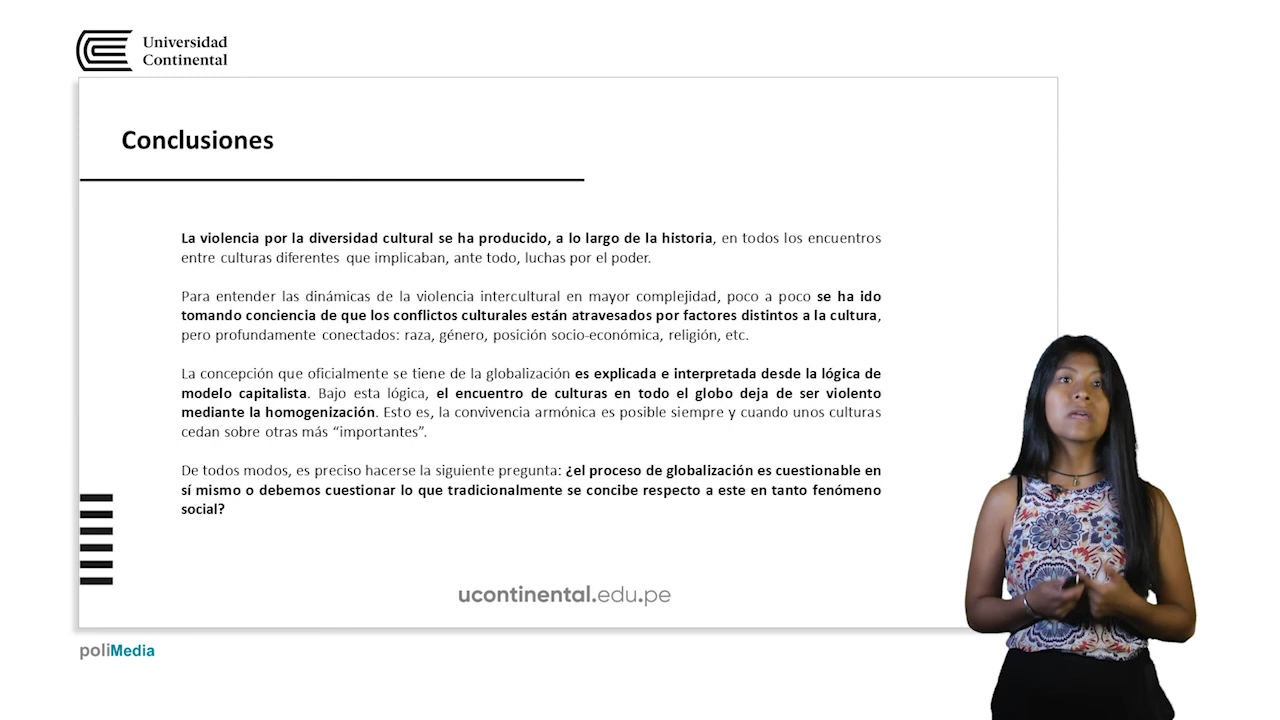 Universidad
Continental
Conclusiones
La violencia por la diversidad cultural se ha producido, a lo largo de la historia, en todos los encuentros
entre culturas diferentes que implicaban, ante todo, luchas por el poder.
Para entender las dinámicas de la violencia intercultural en mayor complejidad, poco a poco se ha ido
tomando conciencia de que los conflictos culturales están atravesados por factores distintos a la cultura,
pero profundamente conectados: raza, género, posición socio-económica, religión, etc.
La concepción que oficialmente se tiene de la globalización es explicada e interpretada desde la lógica de
modelo capitalista. Bajo esta lógica, el encuentro de culturas en todo el globo deja de ser violento
mediante la homogenización. Esto es, la convivencia armónica es posible siempre y cuando unos culturas
cedan sobre otras más “importantes”.
De todos modos, es preciso hacerse la siguiente pregunta: ¿el proceso de globalización es cuestionable en
sí mismo o debemos cuestionar lo que tradicionalmente se concibe respecto a este en tanto fenómeno
social?
ucontinental.edu.pe
poliMedia